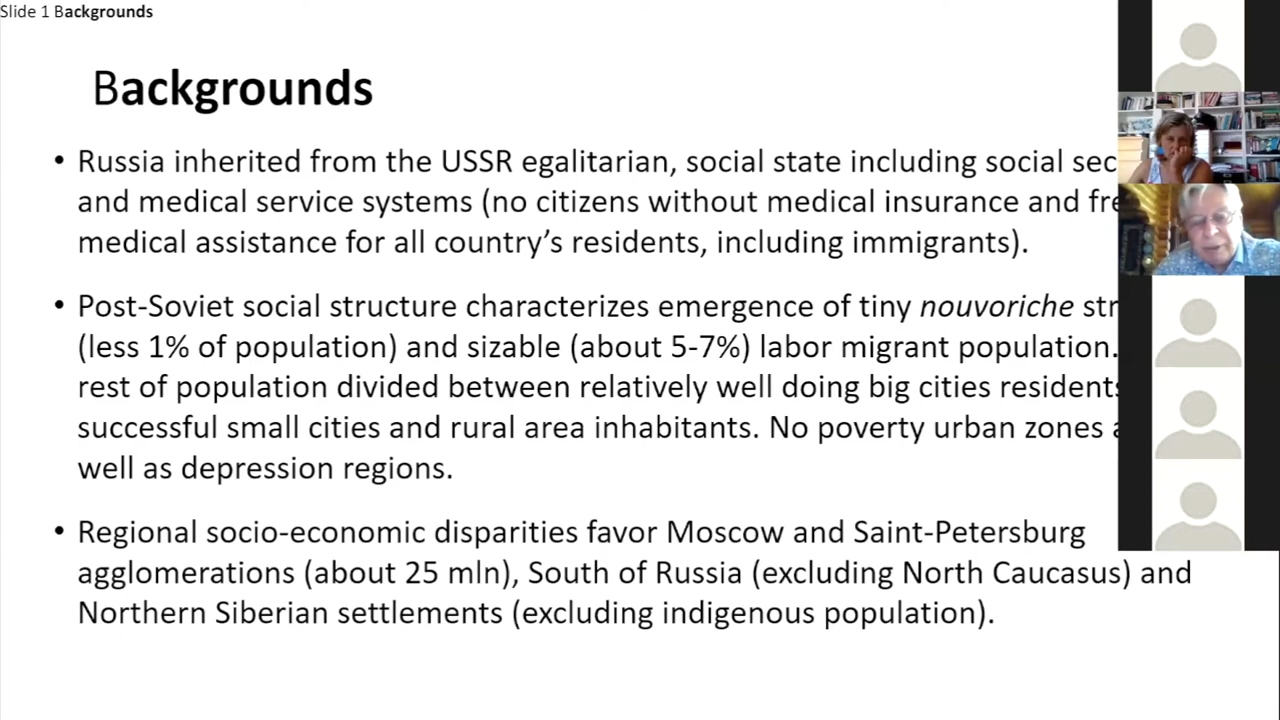 Slide 1 Backgrounds
Backgrounds
• Russia inherited from the USSR egalitarian, social state including social
and medical service systems (no citizens without medical insurance and
medical assistance for all country’s residents, including immigrants).
• Post-Soviet social structure characterizes emergence of tiny nouvoriche
(less 1% of population) and sizable (about 5-7%) labor migrant population.
rest of population divided between relatively well doing big cities residents
successful small cities and rural area inhabitants. No poverty urban zones
well as depression regions.
• Regional socio-economic disparities favor Moscow and Saint-Petersburg
agglomerations (about 25 mln), South of Russia (excluding North Caucasus) and
Northern Siberian settlements (excluding indigenous population).